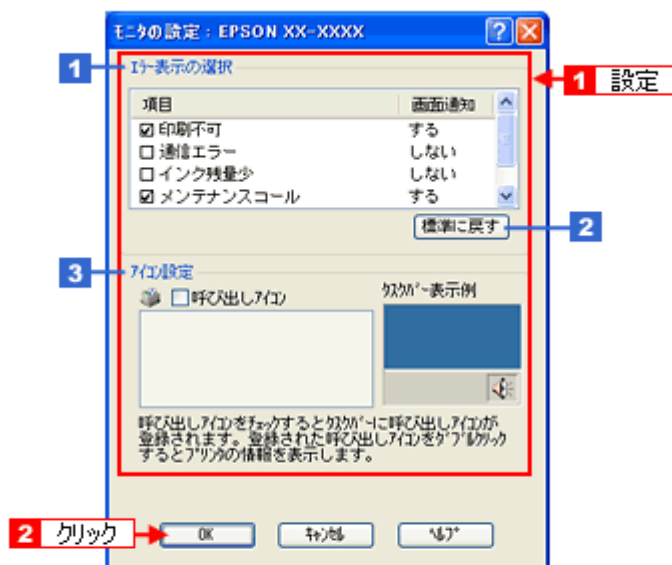 モニタの設定：EPSON XX-XXXX
1
ｴﾗｰ表示の選択
1 設定
項目 画面通知
印刷不可 する
通信エラー しない
インク残量少 しない
メンテナンスコール する
標準に戻す
2
3
ｱｲｺﾝ設定
呼び出しｱｲｺﾝ
ﾀｽｸﾊﾞｰ表示例
呼び出しｱｲｺﾝをﾁｪｯｸするとﾀｽｸﾊﾞｰに呼び出しｱｲｺﾝが
登録されます。登録された呼び出しｱｲｺﾝをﾀﾞﾌﾞﾙｸﾘｯｸ
するとﾌﾟﾘﾝﾀの情報を表示します。
2 クリック
OK
ｷｬﾝｾﾙ
ﾍﾙﾌﾟ